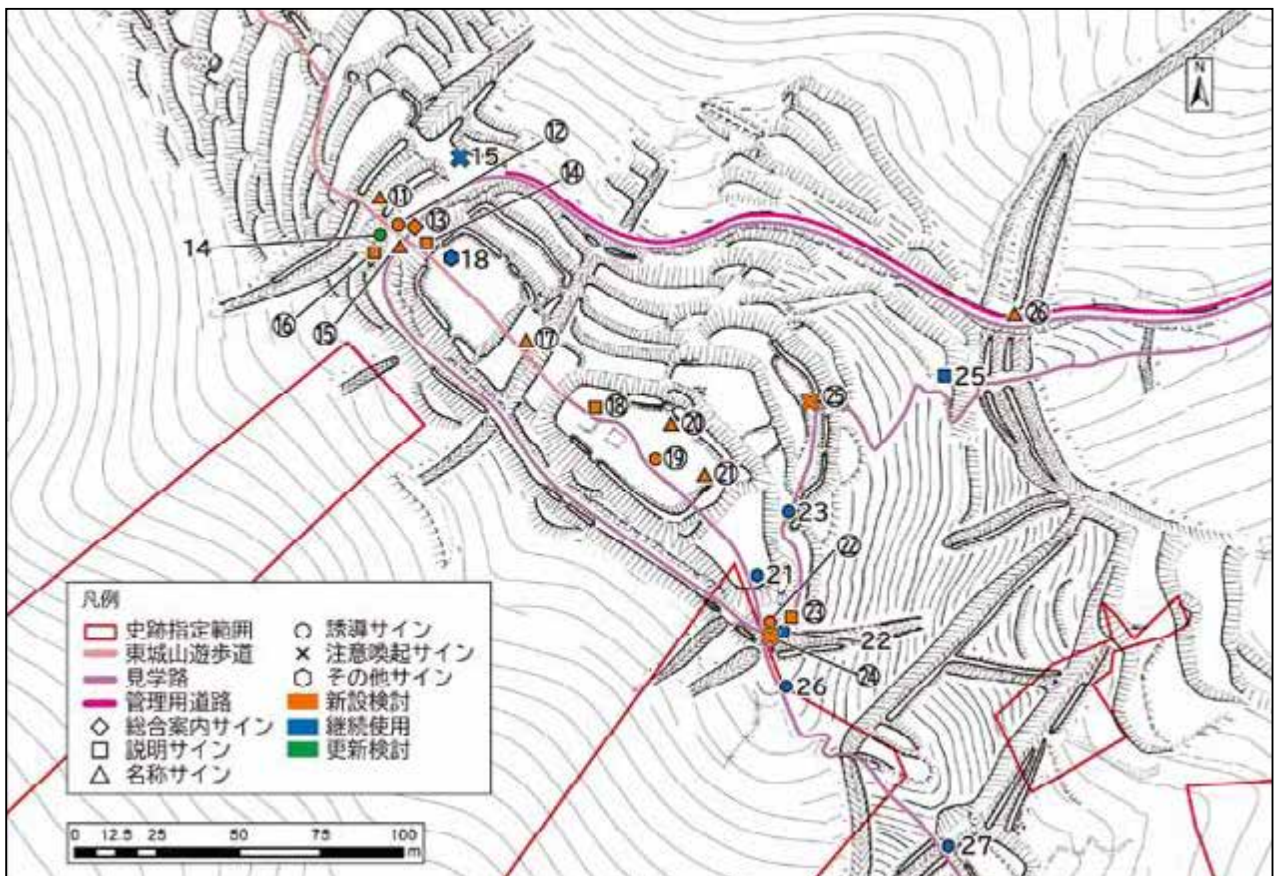 N
15
⑫
⑭
⑪
⑬
14
18
⑯
⑮
⑰
㉖
25
⑱
⑳
㉕
⑲
㉑
23
㉒
21
㉓
22
㉔
26
27
凡例
史跡指定範囲
東城山遊歩道
見学路
管理用道路
総合案内サイン
説明サイン
名称サイン
誘導サイン
注意喚起サイン
その他サイン
新設検討
継続使用
更新検討
0 12.5 25 50 75 100
m